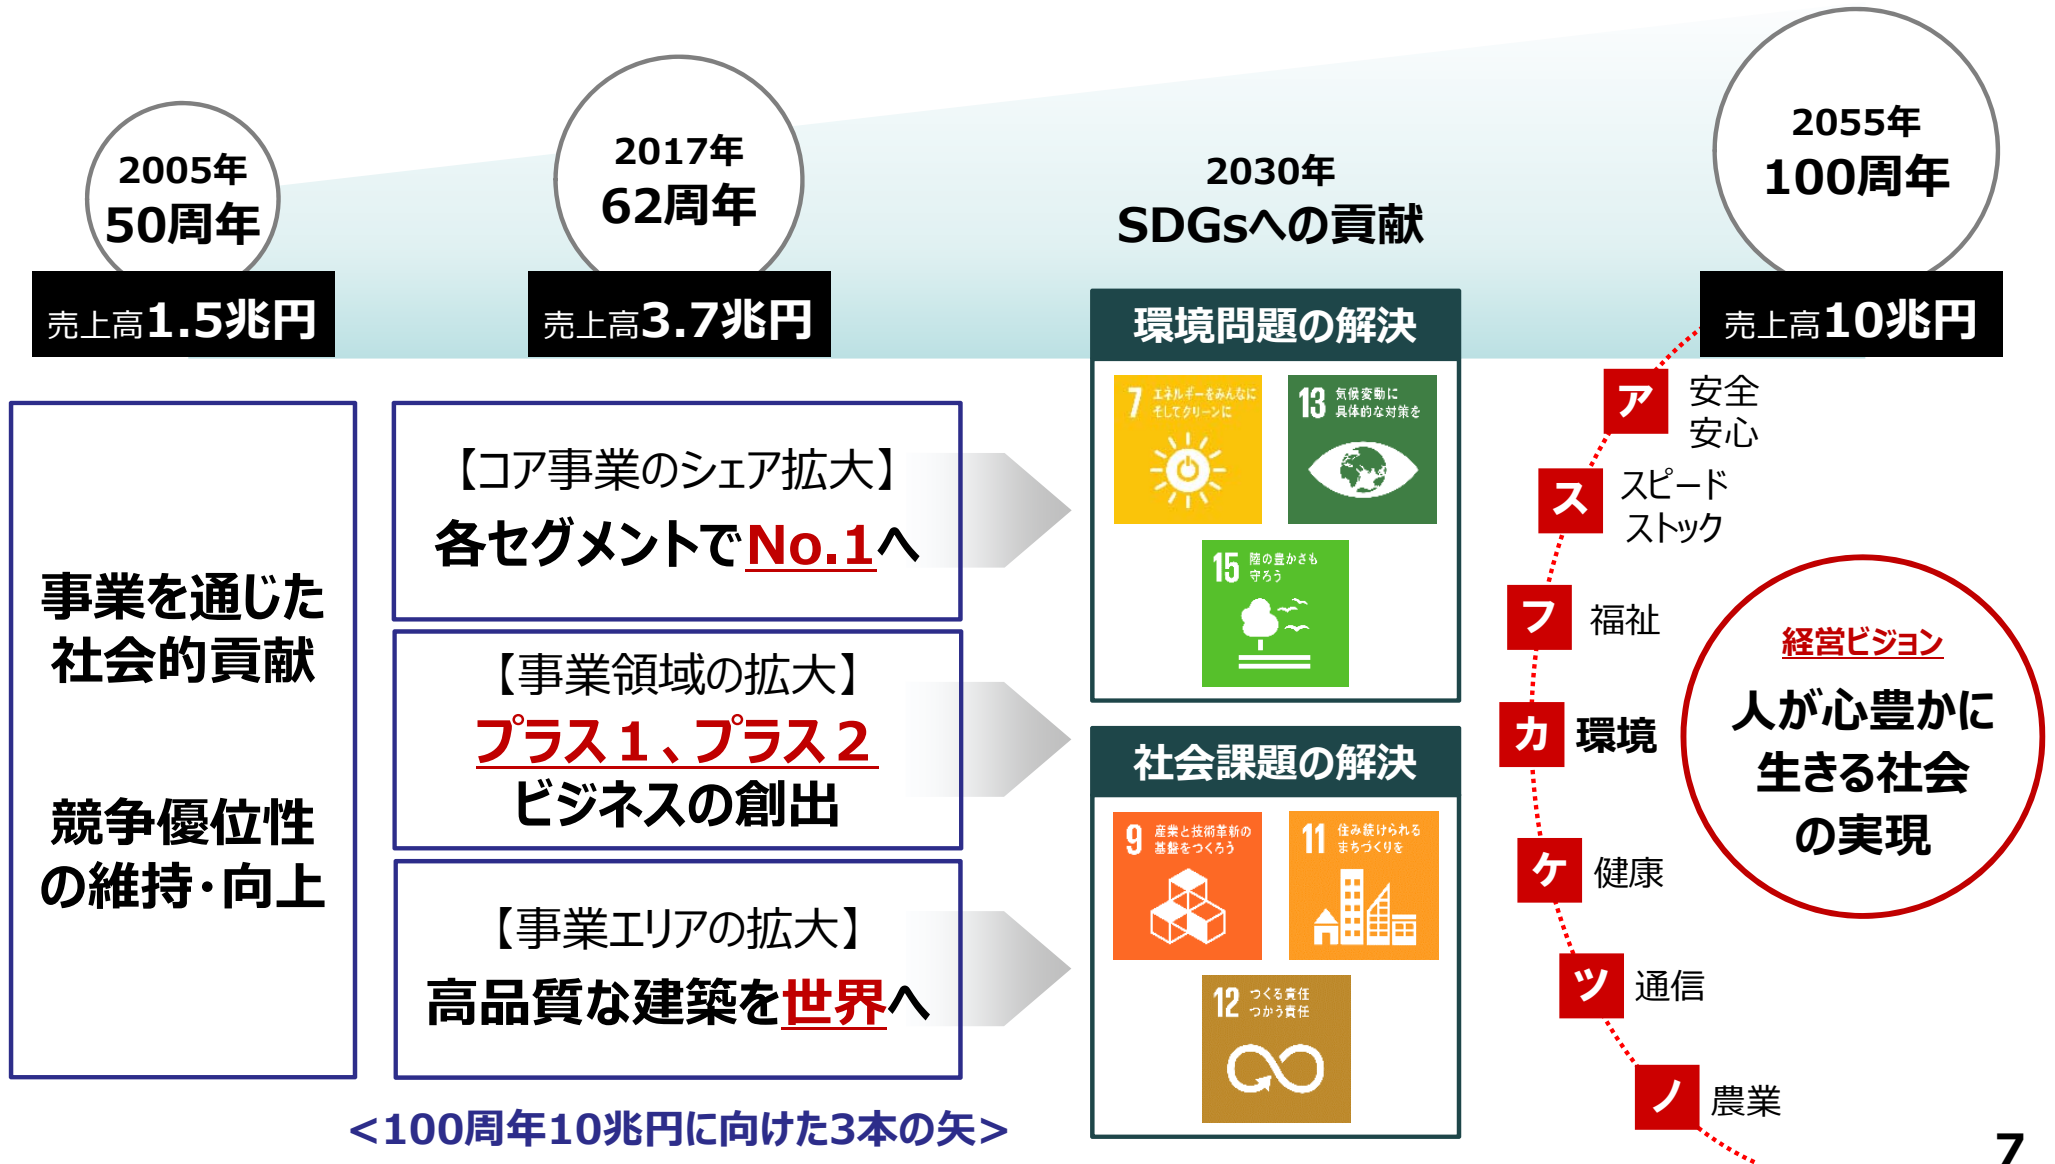 2005年
50周年
売上高1.5兆円
2017年
62周年
売上高3.7兆円
2030年
SDGsへの貢献
2055年
100周年
売上高10兆円
事業を通じた
社会的貢献
競争優位性
の維持・向上
【コア事業のシェア拡大】
各セグメントでNo.1へ
【事業領域の拡大】
プラス１、プラス２
ビジネスの創出
【事業エリアの拡大】
高品質な建築を世界へ
<100周年10兆円に向けた3本の矢>
環境問題の解決
7 エネルギーをみんなに
そしてクリーンに
13 気候変動に
具体的な対策を
15 陸の豊かさも
守ろう
社会課題の解決
9 産業と技術革新の
基盤をつくろう
11 住み続けられる
まちづくりを
12 つくる責任
つかう責任
ア 安全
安心
ス スピード
ストック
フ 福祉
カ 環境
ケ 健康
ツ 通信
ノ 農業
経営ビジョン
人が心豊かに
生きる社会
の実現
7